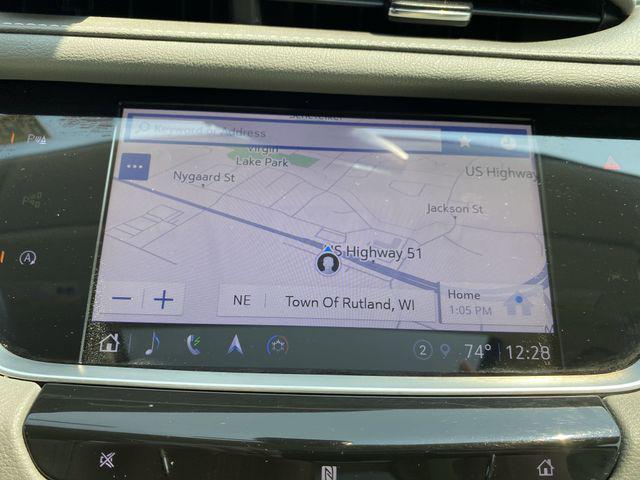 Keyword or Address
Virgin
Lake Park
Nygaard St
US Highway
Jackson St
US Highway 51
NE Town Of Rutland, WI
Home
1:05 PM
2 74° 12:28